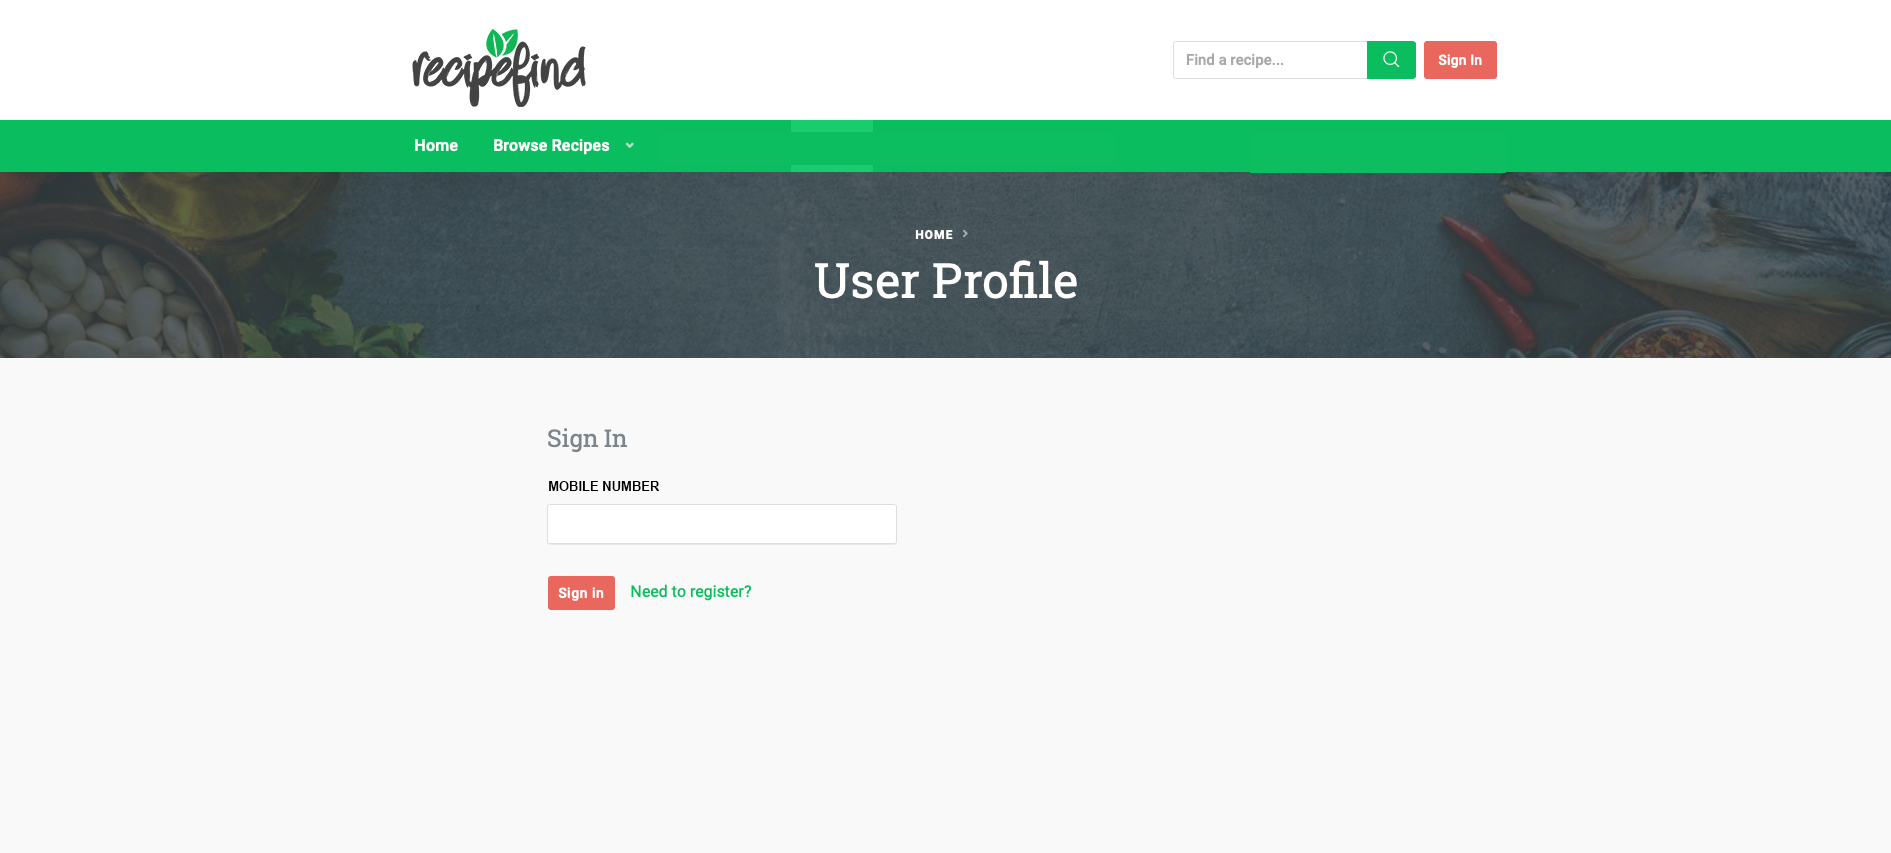 recipefind
Find a recipe...
Sign In
Home
Browse Recipes
HOME
User Profile
Sign In
MOBILE NUMBER
Sign in
Need to register?